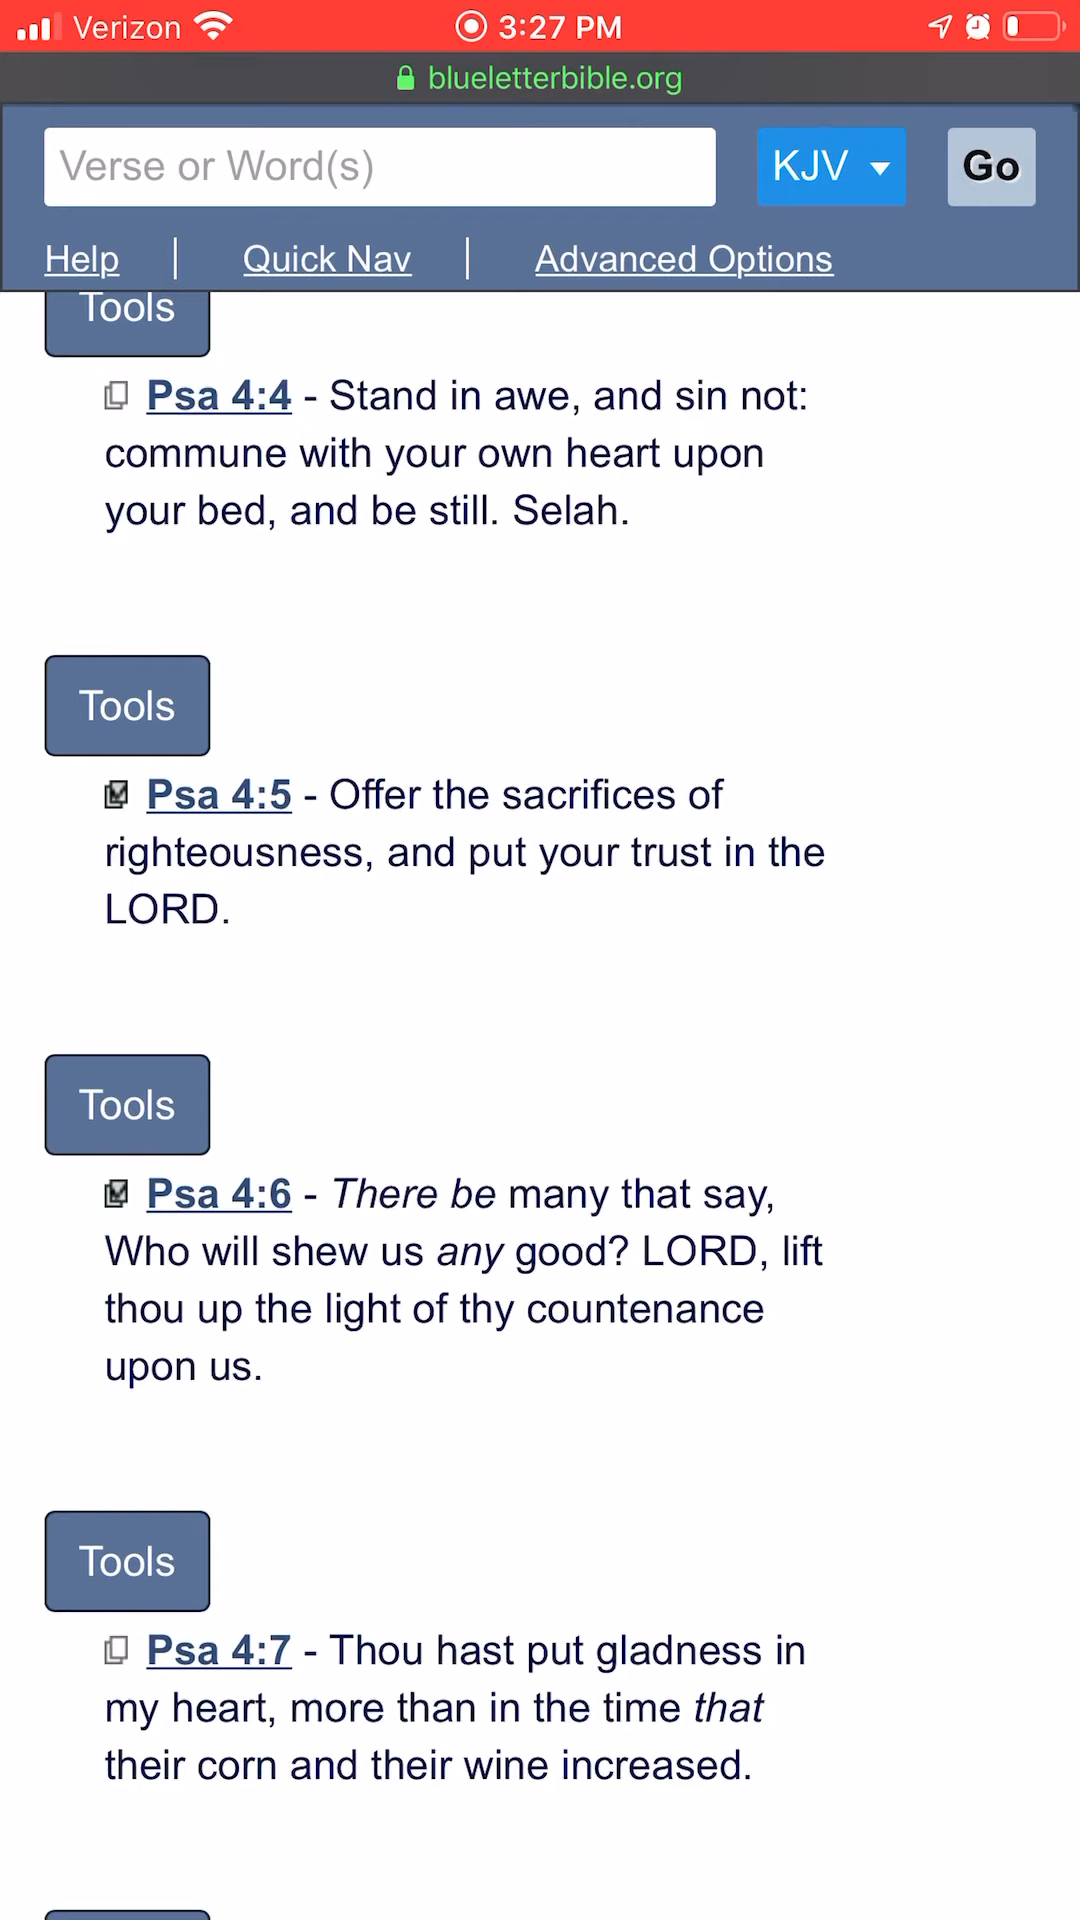 Verizon 3:27 PM
blueletterbible.org
Verse or Word(s) KJV Go
Help | Quick Nav | Advanced Options
Tools
Psa 4:4 - Stand in awe, and sin not:
commune with your own heart upon
your bed, and be still. Selah.
Tools
Psa 4:5 - Offer the sacrifices of
righteousness, and put your trust in the
LORD.
Tools
Psa 4:6 - There be many that say,
Who will shew us any good? LORD, lift
thou up the light of thy countenance
upon us.
Tools
Psa 4:7 - Thou hast put gladness in
my heart, more than in the time that
their corn and their wine increased.